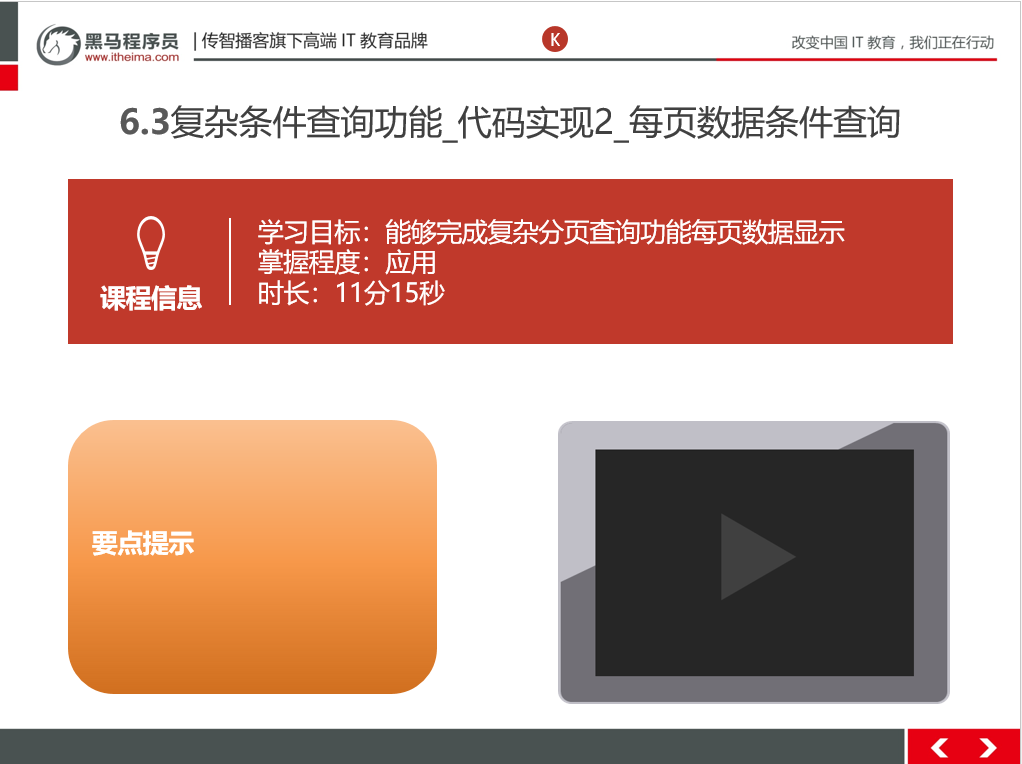 黑马程序员
www.itheima.com
|传智播客旗下高端 IT 教育品牌
K
改变中国 IT 教育，我们正在行动
6.3复杂条件查询功能_代码实现2_每页数据条件查询
课程信息
学习目标：能够完成复杂分页查询功能每页数据显示
掌握程度：应用
时长：11分15秒
要点提示